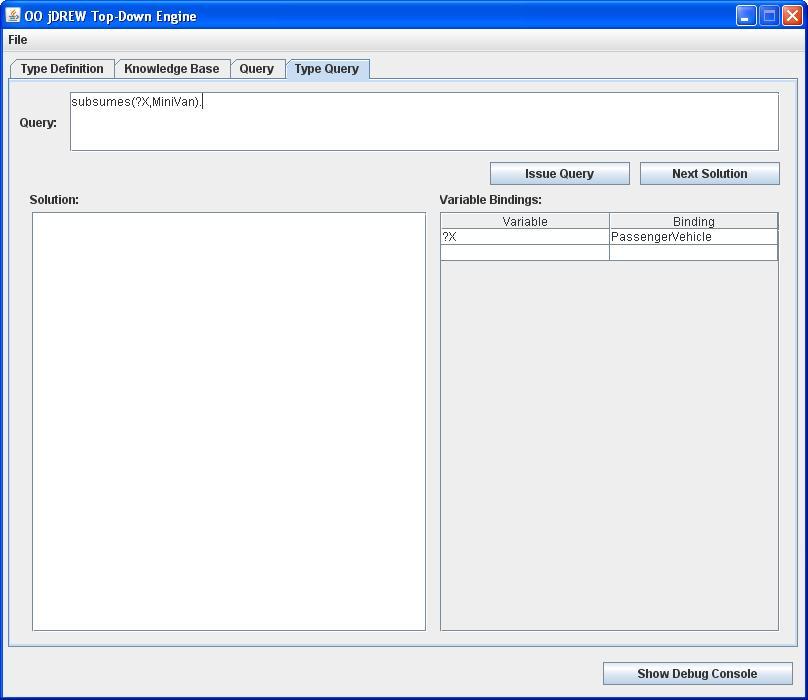 OO jDREW Top-Down Engine
File
Type Definition Knowledge Base Query Type Query
Query:
subsumes(?X,MiniVan).
Issue Query Next Solution
Solution:
Variable Bindings:
Variable Binding
?X PassengerVehicle
Show Debug Console